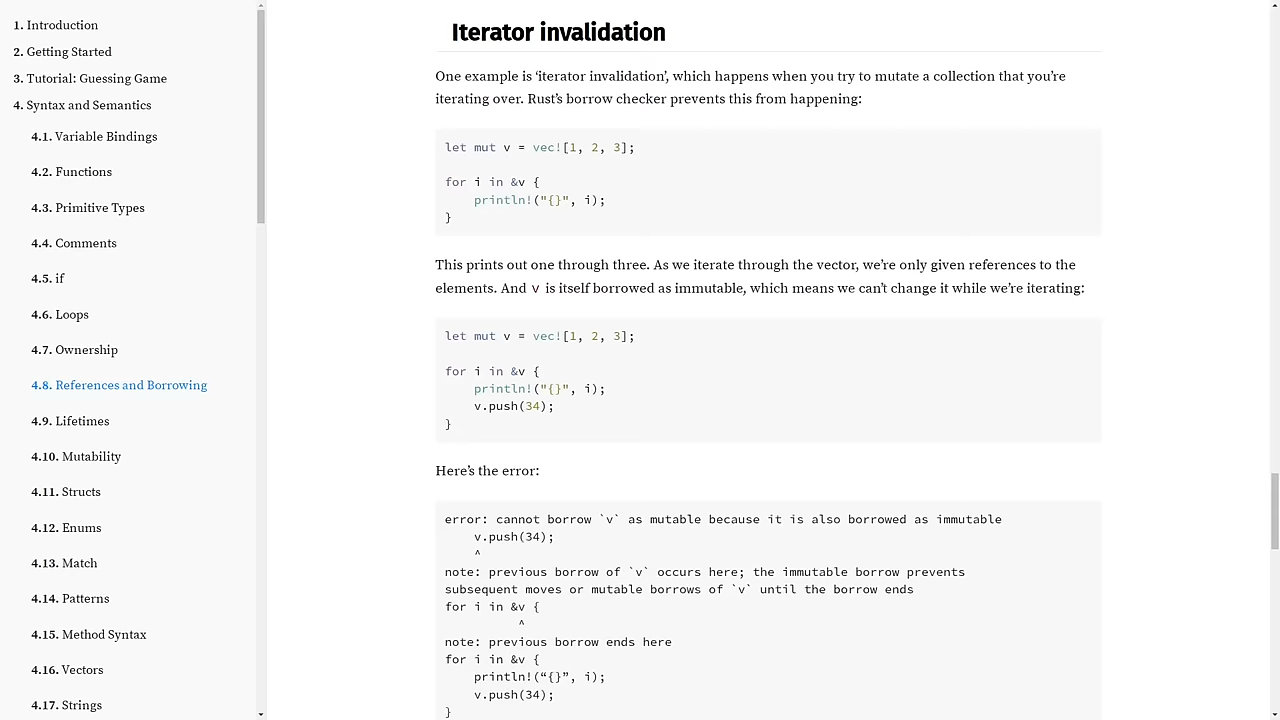 1. Introduction
2. Getting Started
3. Tutorial: Guessing Game
4. Syntax and Semantics
4.1. Variable Bindings
4.2. Functions
4.3. Primitive Types
4.4. Comments
4.5. if
4.6. Loops
4.7. Ownership
4.8. References and Borrowing
4.9. Lifetimes
4.10. Mutability
4.11. Structs
4.12. Enums
4.13. Match
4.14. Patterns
4.15. Method Syntax
4.16. Vectors
4.17. Strings
Iterator invalidation
One example is ‘iterator invalidation’, which happens when you try to mutate a collection that you’re
iterating over. Rust’s borrow checker prevents this from happening:
let mut v = vec![1, 2, 3];
for i in &v {
    println!("{}", i);
}
This prints out one through three. As we iterate through the vector, we’re only given references to the
elements. And v is itself borrowed as immutable, which means we can’t change it while we’re iterating:
let mut v = vec![1, 2, 3];
for i in &v {
    println!("{}", i);
    v.push(34);
}
Here’s the error:
error: cannot borrow `v` as mutable because it is also borrowed as immutable
    v.push(34);
    ^
note: previous borrow of `v` occurs here; the immutable borrow prevents
subsequent moves or mutable borrows of `v` until the borrow ends
for i in &v {
          ^
note: previous borrow ends here
for i in &v {
    println!(“{}”, i);
    v.push(34);
}